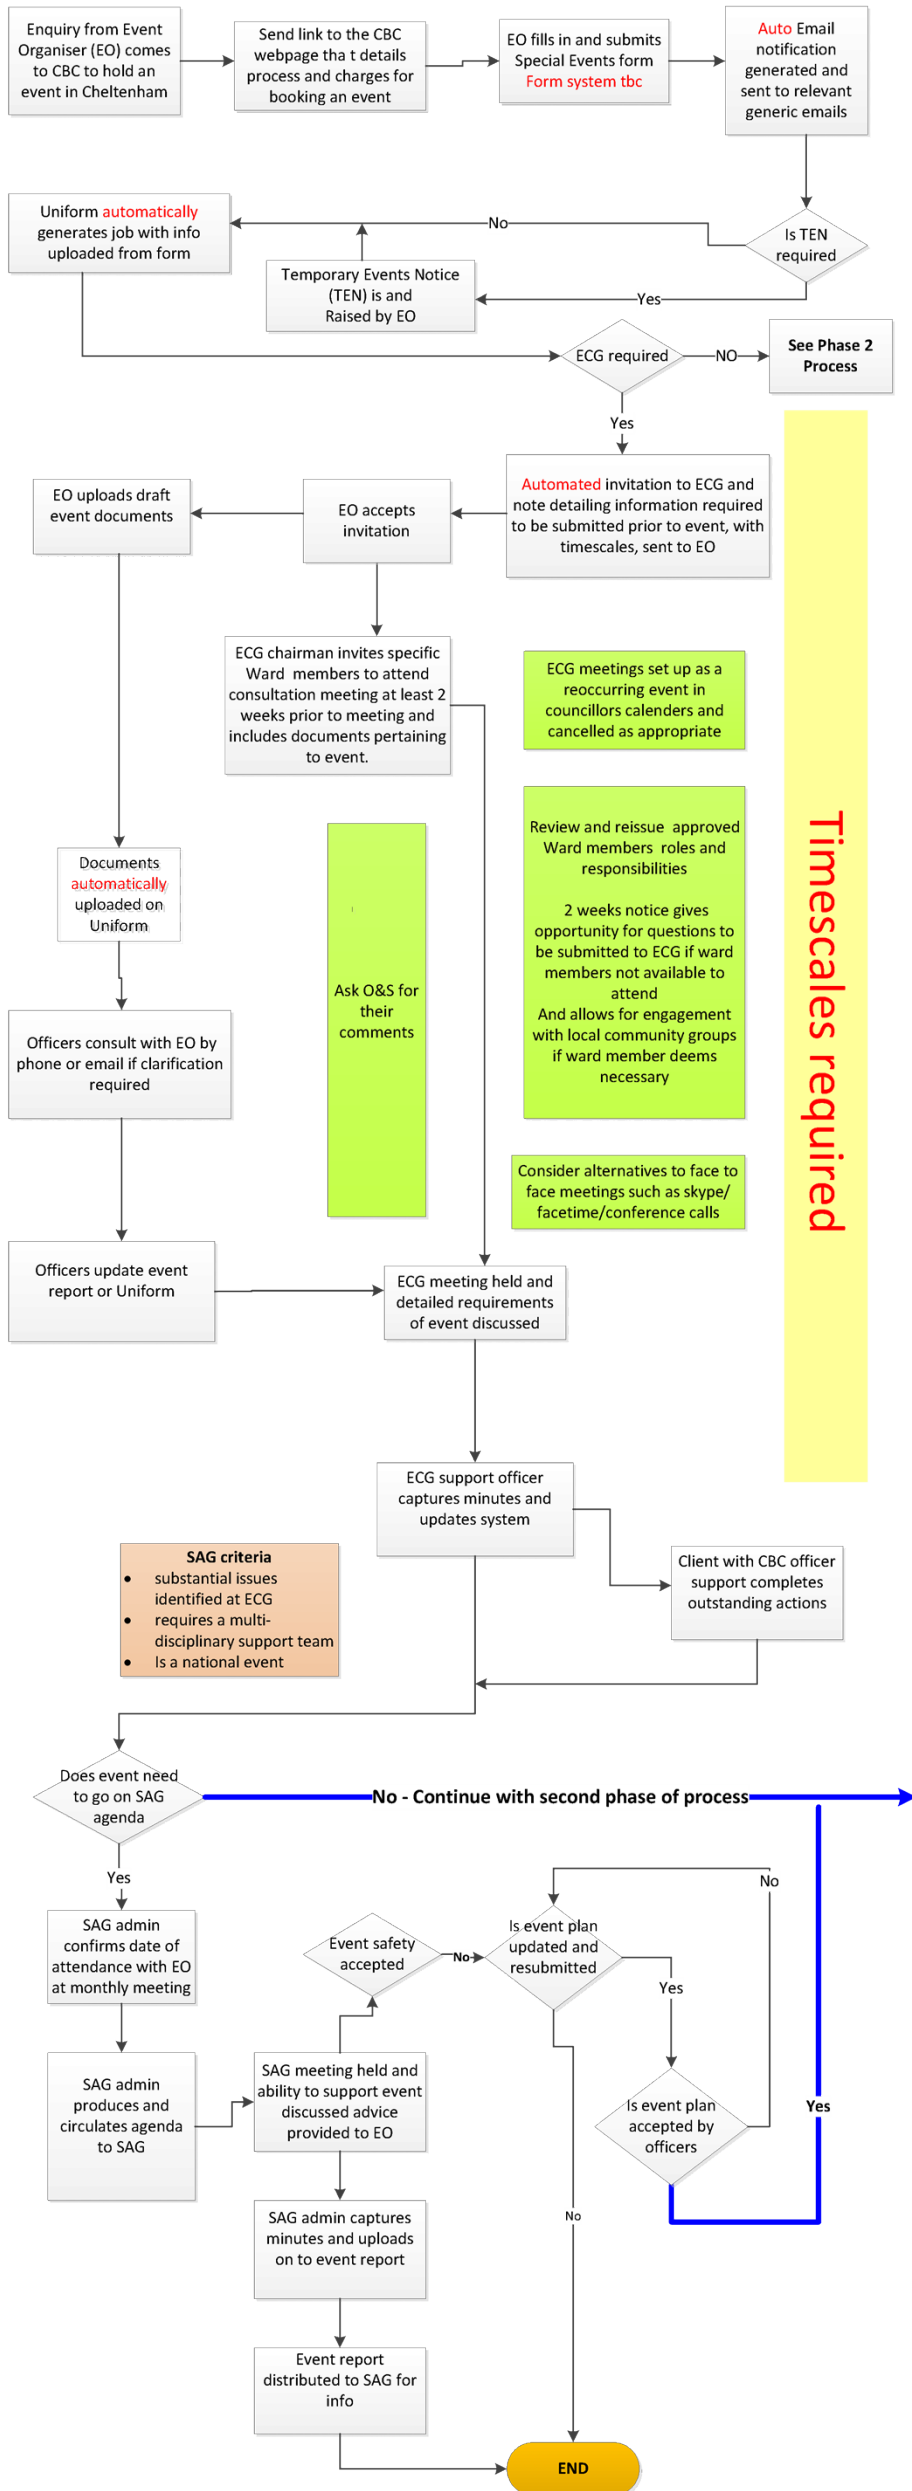 Enquiry from Event
Organiser (EO) comes
to CBC to hold an
event in Cheltenham
Send link to the CBC
webpage tha t details
process and charges for
booking an event
EO fills in and submits
Special Events form
Form system tbc
Auto Email
notification
generated and
sent to relevant
generic emails
Uniform automatically
generates job with info
uploaded from form
No
Is TEN
required
Temporary Events Notice
(TEN) is and
Raised by EO
Yes
ECG required
NO
See Phase 2
Process
Yes
EO uploads draft
event documents
EO accepts
invitation
Automated invitation to ECG and
note detailing information required
to be submitted prior to event, with
timescales, sent to EO
ECG chairman invites specific
Ward members to attend
consultation meeting at least 2
weeks prior to meeting and
includes documents pertaining
to event.
ECG meetings set up as a
reoccurring event in
councillors calenders and
cancelled as appropriate
Timescales required
Review and reissue approved
Ward members roles and
responsibilities
2 weeks notice gives
opportunity for questions to
be submitted to ECG if ward
members not available to
attend
And allows for engagement
with local community groups
if ward member deems
necessary
Documents
automatically
uploaded on
Uniform
Ask O&S for
their
comments
Officers consult with EO by
phone or email if clarification
required
Consider alternatives to face to
face meetings such as skype/
facetime/conference calls
Officers update event
report or Uniform
ECG meeting held and
detailed requirements
of event discussed
ECG support officer
captures minutes and
updates system
SAG criteria
• substantial issues
identified at ECG
• requires a multi-
disciplinary support team
• Is a national event
Client with CBC officer
support completes
outstanding actions
Does event need
to go on SAG
agenda
No - Continue with second phase of process
Yes
No
SAG admin
confirms date of
attendance with EO
at monthly meeting
Event safety
accepted
No
Is event plan
updated and
resubmitted
Yes
SAG admin
produces and
circulates agenda
to SAG
SAG meeting held and
ability to support event
discussed advice
provided to EO
Is event plan
accepted by
officers
Yes
SAG admin captures
minutes and uploads
on to event report
No
Event report
distributed to SAG for
info
END